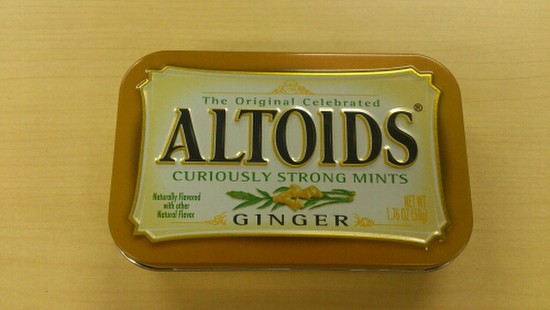 The Original Celebrated
ALTOIDS®
CURIOUSLY STRONG MINTS
Naturally Flavored
with other
Natural Flavor
NET WT
1.76 OZ (50g)
GINGER